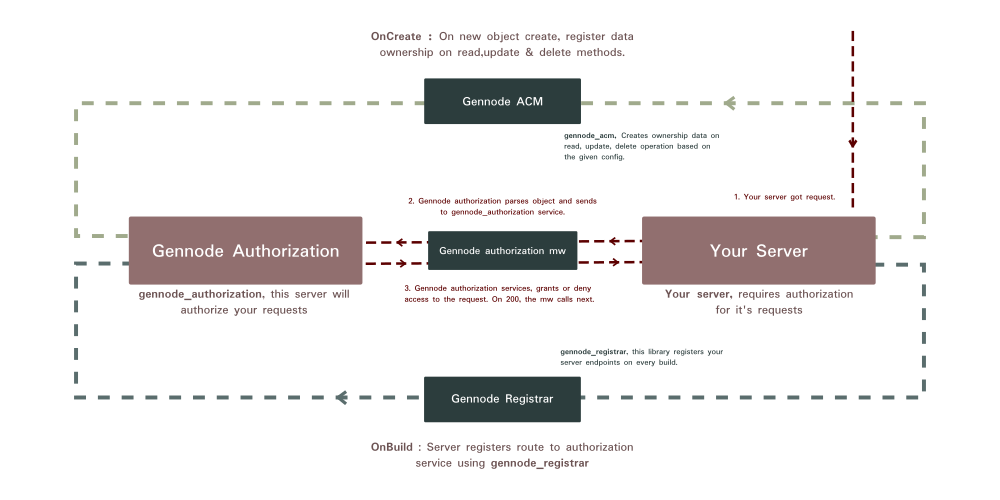 OnCreate : On new object create, register data
ownership on read,update & delete methods.
Gennode ACM
gennode_acm, Creates ownership data on
read, update, delete operation based on
the given config.
1. Your server got request.
2. Gennode authorization parses object and sends
to gennode_authorization service.
Gennode Authorization
Gennode authorization mw
Your Server
gennode_authorization, this server will
authorize your requests
3. Gennode authorization services, grants or deny
access to the request. On 200, the mw calls next.
Your server, requires authorization
for it's requests
gennode_registrar, this library registers your
server endpoints on every build.
Gennode Registrar
OnBuild : Server registers route to authorization
service using gennode_registrar